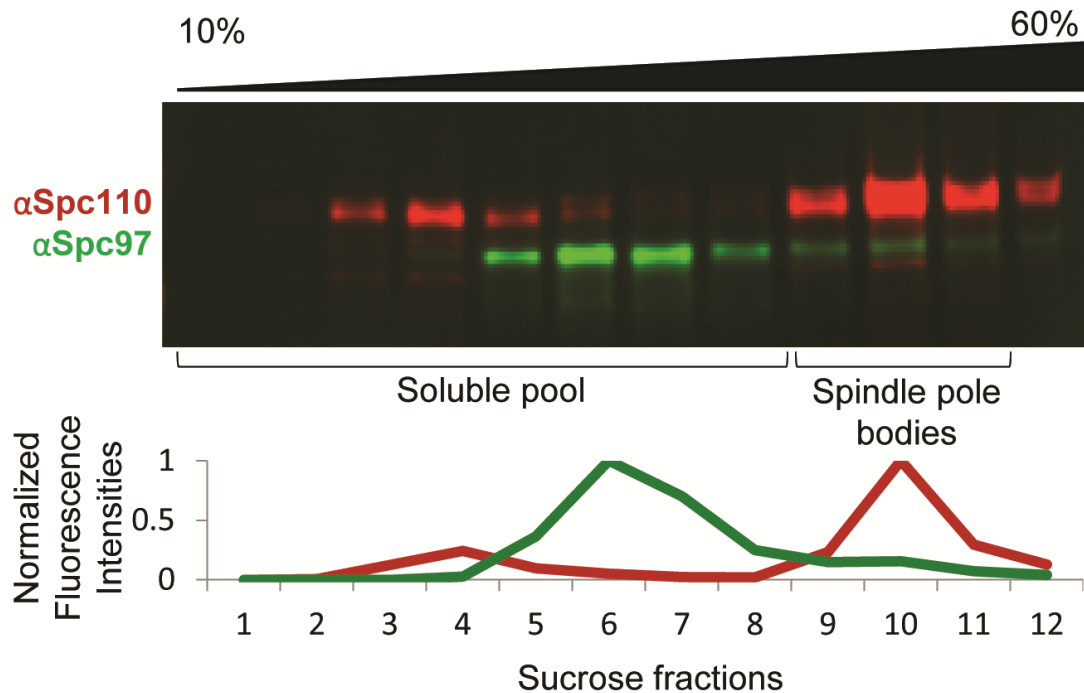 10%
60%
αSpc110
αSpc97
Soluble pool
Spindle pole
bodies
Normalized
Fluorescence
Intensities
1
0.5
0
1 2 3 4 5 6 7 8 9 10 11 12
Sucrose fractions